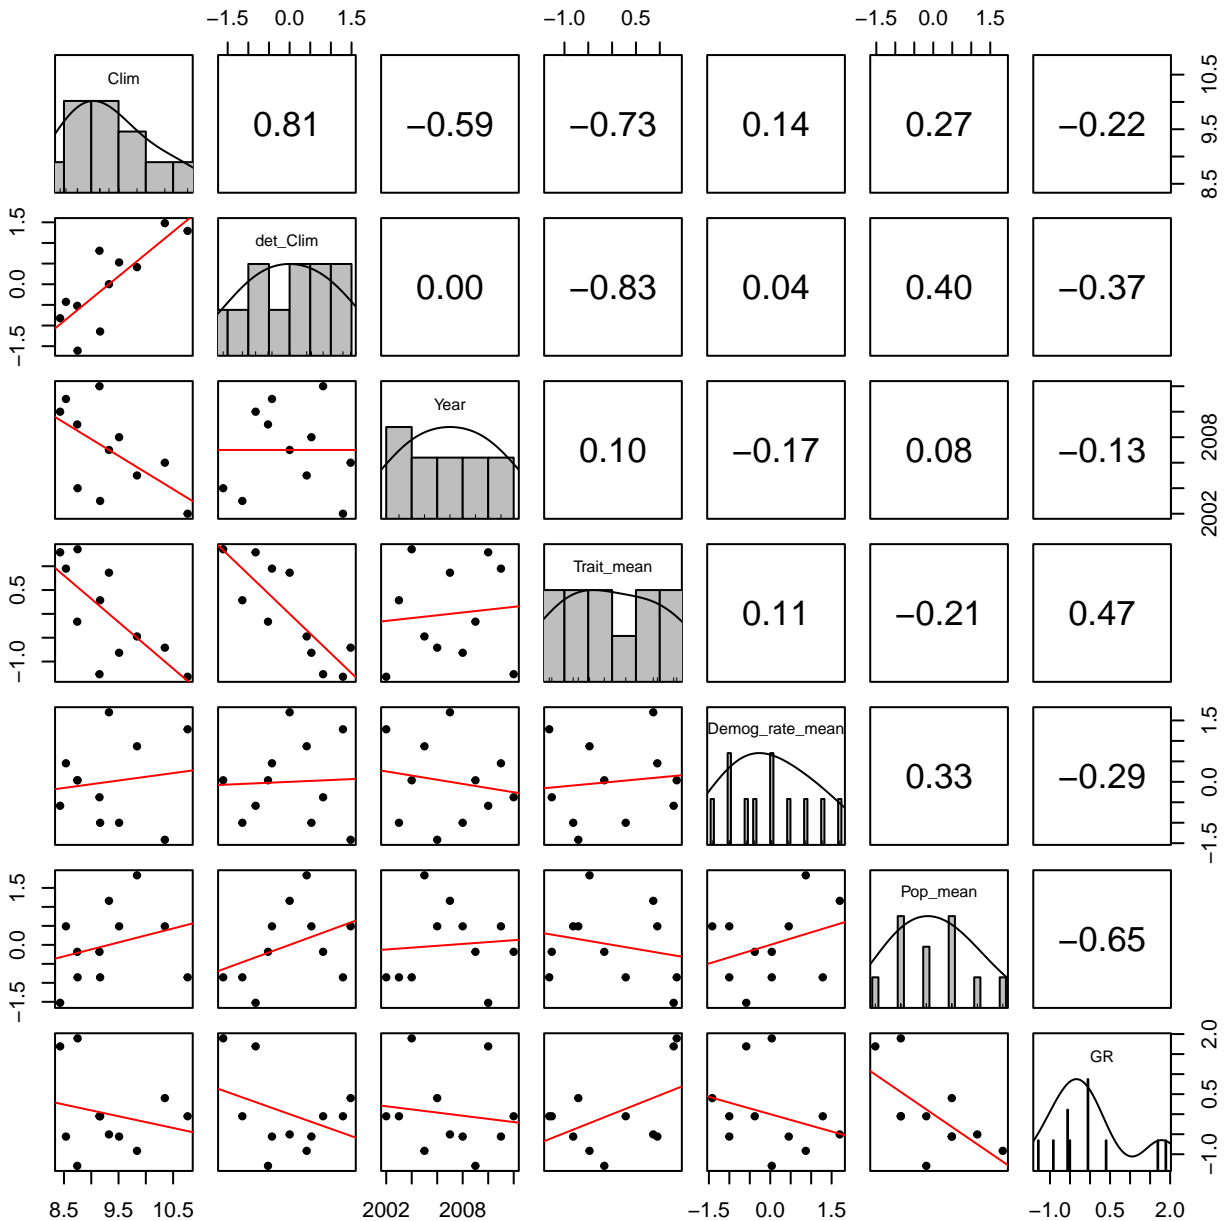 −1.5 0.0 1.5 −1.0 0.5 −1.5 0.0 1.5
Clim 0.81 −0.59 −0.73 0.14 0.27 −0.22
8.5 9.5 10.5
−1.5 0.0 1.5
det_Clim 0.00 −0.83 0.04 0.40 −0.37
Year 0.10 −0.17 0.08 −0.13
2002 2008
−1.0 0.5
Trait_mean 0.11 −0.21 0.47
Demog_rate_mean 0.33 −0.29
−1.5 0.0 1.5
−1.5 0.0 1.5
Pop_mean −0.65
GR
−1.0 0.5 2.0
8.5 9.5 10.5 2002 2008 −1.5 0.0 1.5 −1.0 0.5 2.0